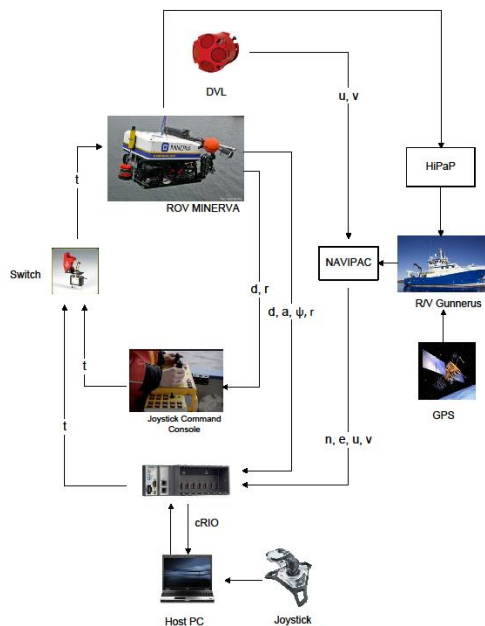 DVL
u, v
HiPaP
t
ROV MINERVA
Switch
NAVIPAC
R/V Gunnerus
d, r
d, a, ψ, r
t
t
Joystick Command
Console
GPS
n, e, u, v
cRIO
Host PC
Joystick